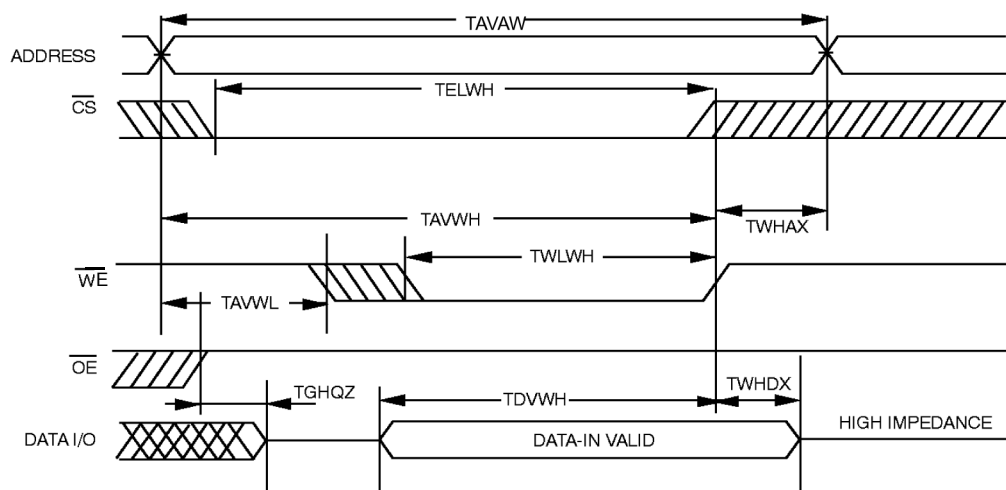 TAVAW
ADDRESS
CS
TELWH
TAVWH
TWHAX
TWLWH
WE
TAVWL
OE
TGHQZ
TDVWH
TWHDX
DATA I/O
DATA-IN VALID
HIGH IMPEDANCE